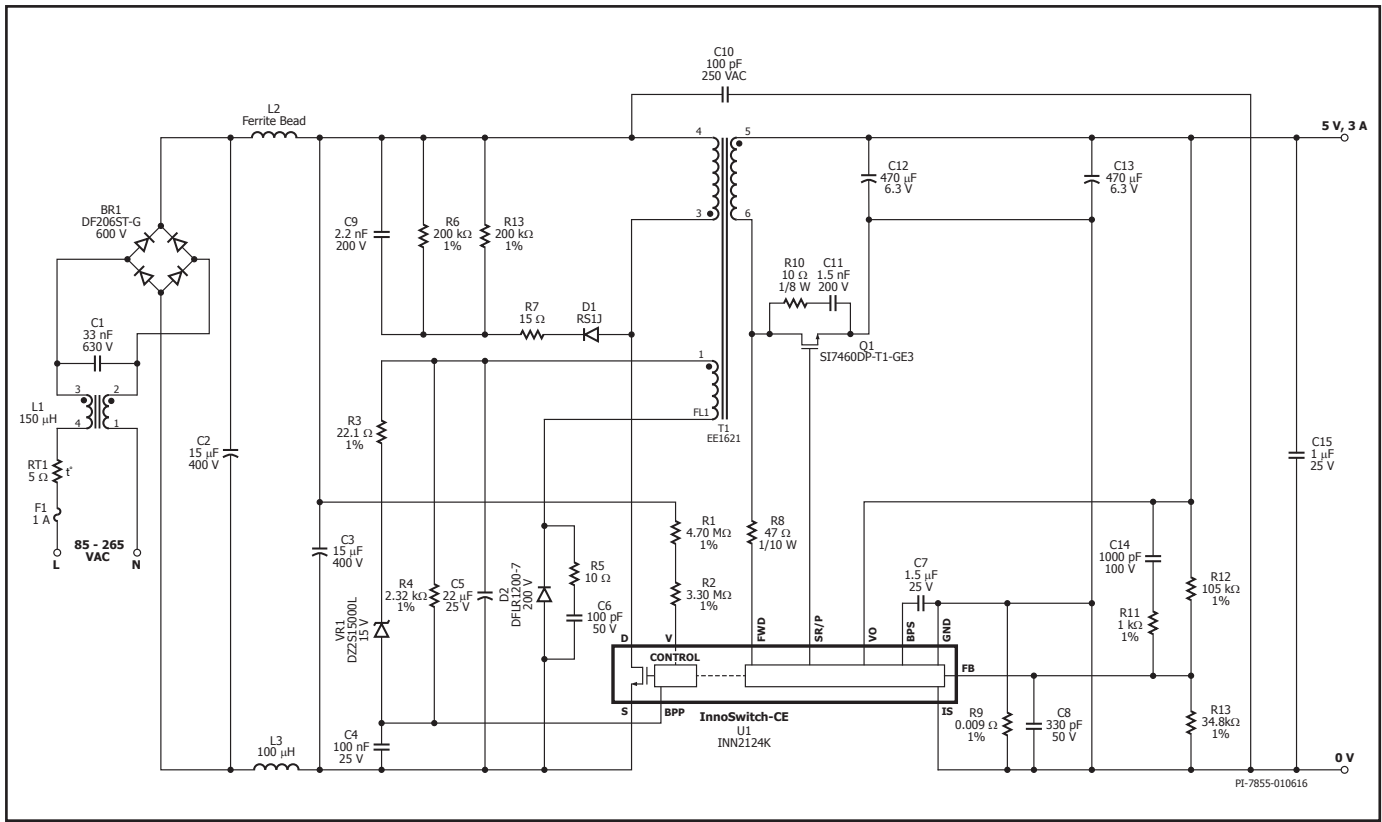 C10
100 pF
250 VAC
L2
Ferrite Bead
4
5
5 V, 3 A
C12
470 μF
6.3 V
C13
470 μF
6.3 V
BR1
DF206ST-G
600 V
C9
2.2 nF
200 V
R6
200 kΩ
1%
R13
200 kΩ
1%
3
6
R10
10 Ω
1/8 W
C11
1.5 nF
200 V
R7
15 Ω
D1
RS1J
C1
33 nF
630 V
Q1
SI7460DP-T1-GE3
1
3
2
L1
150 μH
4
1
FL1
T1
EE1621
R3
22.1 Ω
1%
C2
15 μF
400 V
C15
1 μF
25 V
RT1
5 Ω
t°
F1
1 A
85 - 265
VAC
L
N
C3
15 μF
400 V
R1
4.70 MΩ
1%
R8
47 Ω
1/10 W
C14
1000 pF
100 V
R4
2.32 kΩ
1%
C5
22 μF
25 V
D2
DFLR1200-7
200 V
R5
10 Ω
R2
3.30 MΩ
1%
C7
1.5 μF
25 V
R12
105 kΩ
1%
C6
100 pF
50 V
R11
1 kΩ
1%
VR1
DZ2S15000L
15 V
D
V
FWD
SR/P
VO
BPS
GND
CONTROL
FB
S
BPP
InnoSwitch-CE
U1
INN2124K
IS
R9
0.009 Ω
1%
C8
330 pF
50 V
R13
34.8kΩ
1%
C4
100 nF
25 V
L3
100 μH
0 V
PI-7855-010616